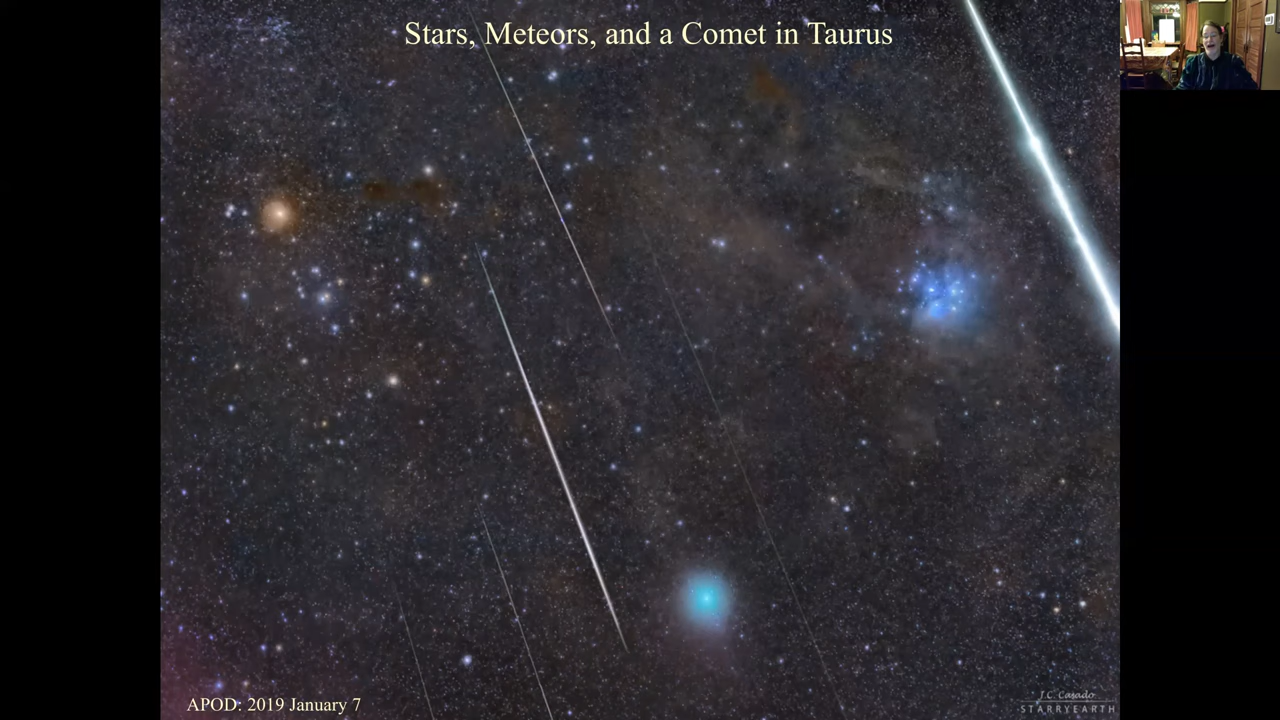 Stars, Meteors, and a Comet in Taurus
APOD: 2019 January 7
J.C. Casado
STARRYEARTH